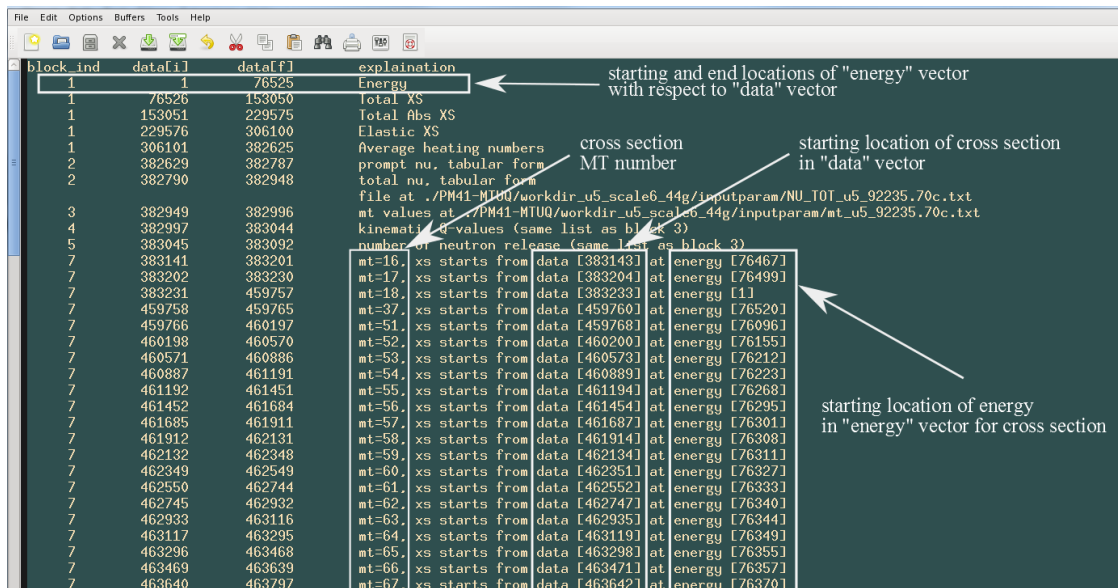 File Edit Options Buffers Tools Help
block_ind data[i] data[f] explaination
1 1 76525 Energy
1 76526 153050 Total XS
1 153051 229575 Total Abs XS
1 229576 306100 Elastic XS
1 306101 382625 Average heating numbers
2 382629 382787 prompt nu, tabular form
2 382790 382948 total nu, tabular form
file at ./PM41-MTUQ/workdir_u5_scale6_44g/inputparam/NU_TOT_u5_92235.70c.txt
3 382949 382996 mt values at ./PM41-MTUQ/workdir_u5_scale6_44g/inputparam/mt_u5_92235.70c.txt
4 382997 383044 kinematic Q-values (same list as block 3)
5 383045 383092 number of neutron release (same list as block 3)
7 383141 383201 mt=16, xs starts from data [383143] at energy [76467]
7 383202 383230 mt=17, xs starts from data [383204] at energy [76499]
7 383231 459757 mt=18, xs starts from data [383233] at energy [1]
7 459758 459765 mt=37, xs starts from data [459760] at energy [76520]
7 459766 460197 mt=51, xs starts from data [459768] at energy [76096]
7 460198 460570 mt=52, xs starts from data [460200] at energy [76155]
7 460571 460886 mt=53, xs starts from data [460573] at energy [76212]
7 460887 461191 mt=54, xs starts from data [460889] at energy [76223]
7 461192 461451 mt=55, xs starts from data [461194] at energy [76268]
7 461452 461684 mt=56, xs starts from data [461454] at energy [76295]
7 461685 461911 mt=57, xs starts from data [461687] at energy [76301]
7 461912 462131 mt=58, xs starts from data [461914] at energy [76308]
7 462132 462348 mt=59, xs starts from data [462134] at energy [76311]
7 462349 462549 mt=60, xs starts from data [462351] at energy [76327]
7 462550 462744 mt=61, xs starts from data [462552] at energy [76333]
7 462745 462932 mt=62, xs starts from data [462747] at energy [76340]
7 462933 463116 mt=63, xs starts from data [462935] at energy [76344]
7 463117 463295 mt=64, xs starts from data [463119] at energy [76349]
7 463296 463468 mt=65, xs starts from data [463298] at energy [76355]
7 463469 463639 mt=66, xs starts from data [463471] at energy [76357]
7 463640 463797 mt=67, xs starts from data [463642] at energy [76370]
starting and end locations of "energy" vector
with respect to "data" vector
cross section
MT number
starting location of cross section
in "data" vector
starting location of energy
in "energy" vector for cross section